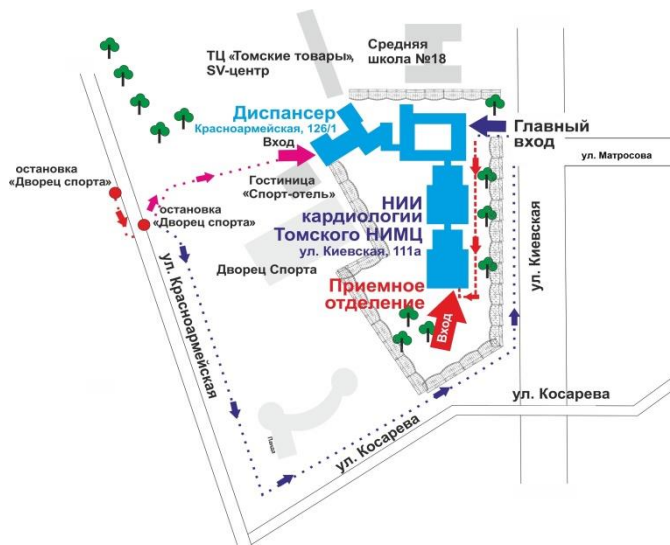 ТЦ «Томские товары»,
SV-центр
Средняя
школа №18
Диспансер
Красноармейская, 126/1
Вход
Главный
вход
ул. Матросова
остановка
«Дворец спорта»
Гостиница
«Спорт-отель»
остановка
«Дворец спорта»
НИИ
кардиологии
Томского НИМЦ
ул. Киевская, 111а
Дворец Спорта
Приемное
отделение
Вход
ул. Киевская
ул. Красноармейская
ул. Косарева
ул. Косарева